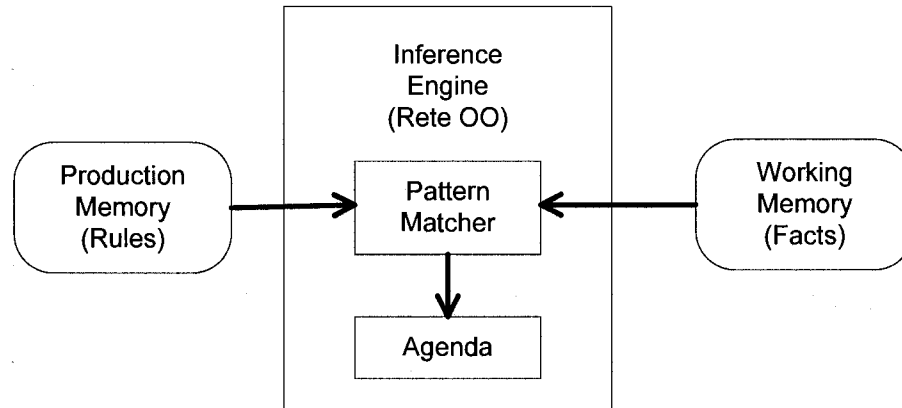 Inference
Engine
(Rete OO)
Production
Memory
(Rules)
Pattern
Matcher
Working
Memory
(Facts)
Agenda